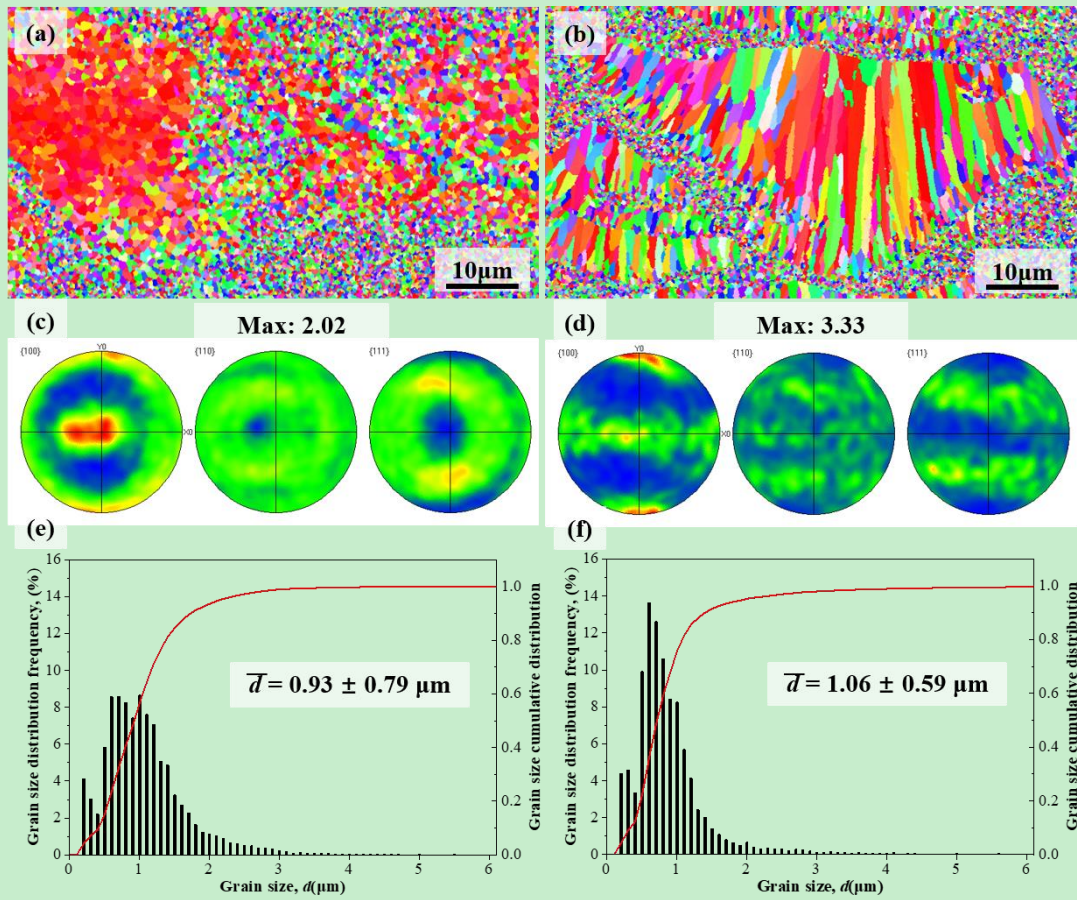 (a)
(b)
10μm
10μm
(c)
Max: 2.02
(d)
Max: 3.33
{100}
Y0
{110}
{111}
X0
{100}
Y0
{110}
{111}
X0
(e)
(f)
Grain size distribution frequency, (%)
16
14
12
10
8
6
4
2
0
d = 0.93 ± 0.79 μm
1.0
0.8
0.6
0.4
0.2
0.0
Grain size cumulative distribution
0 1 2 3 4 5 6
Grain size, d(μm)
Grain size distribution frequency, (%)
16
14
12
10
8
6
4
2
0
d = 1.06 ± 0.59 μm
1.0
0.8
0.6
0.4
0.2
0.0
Grain size cumulative distribution
0 1 2 3 4 5 6
Grain size, d(μm)